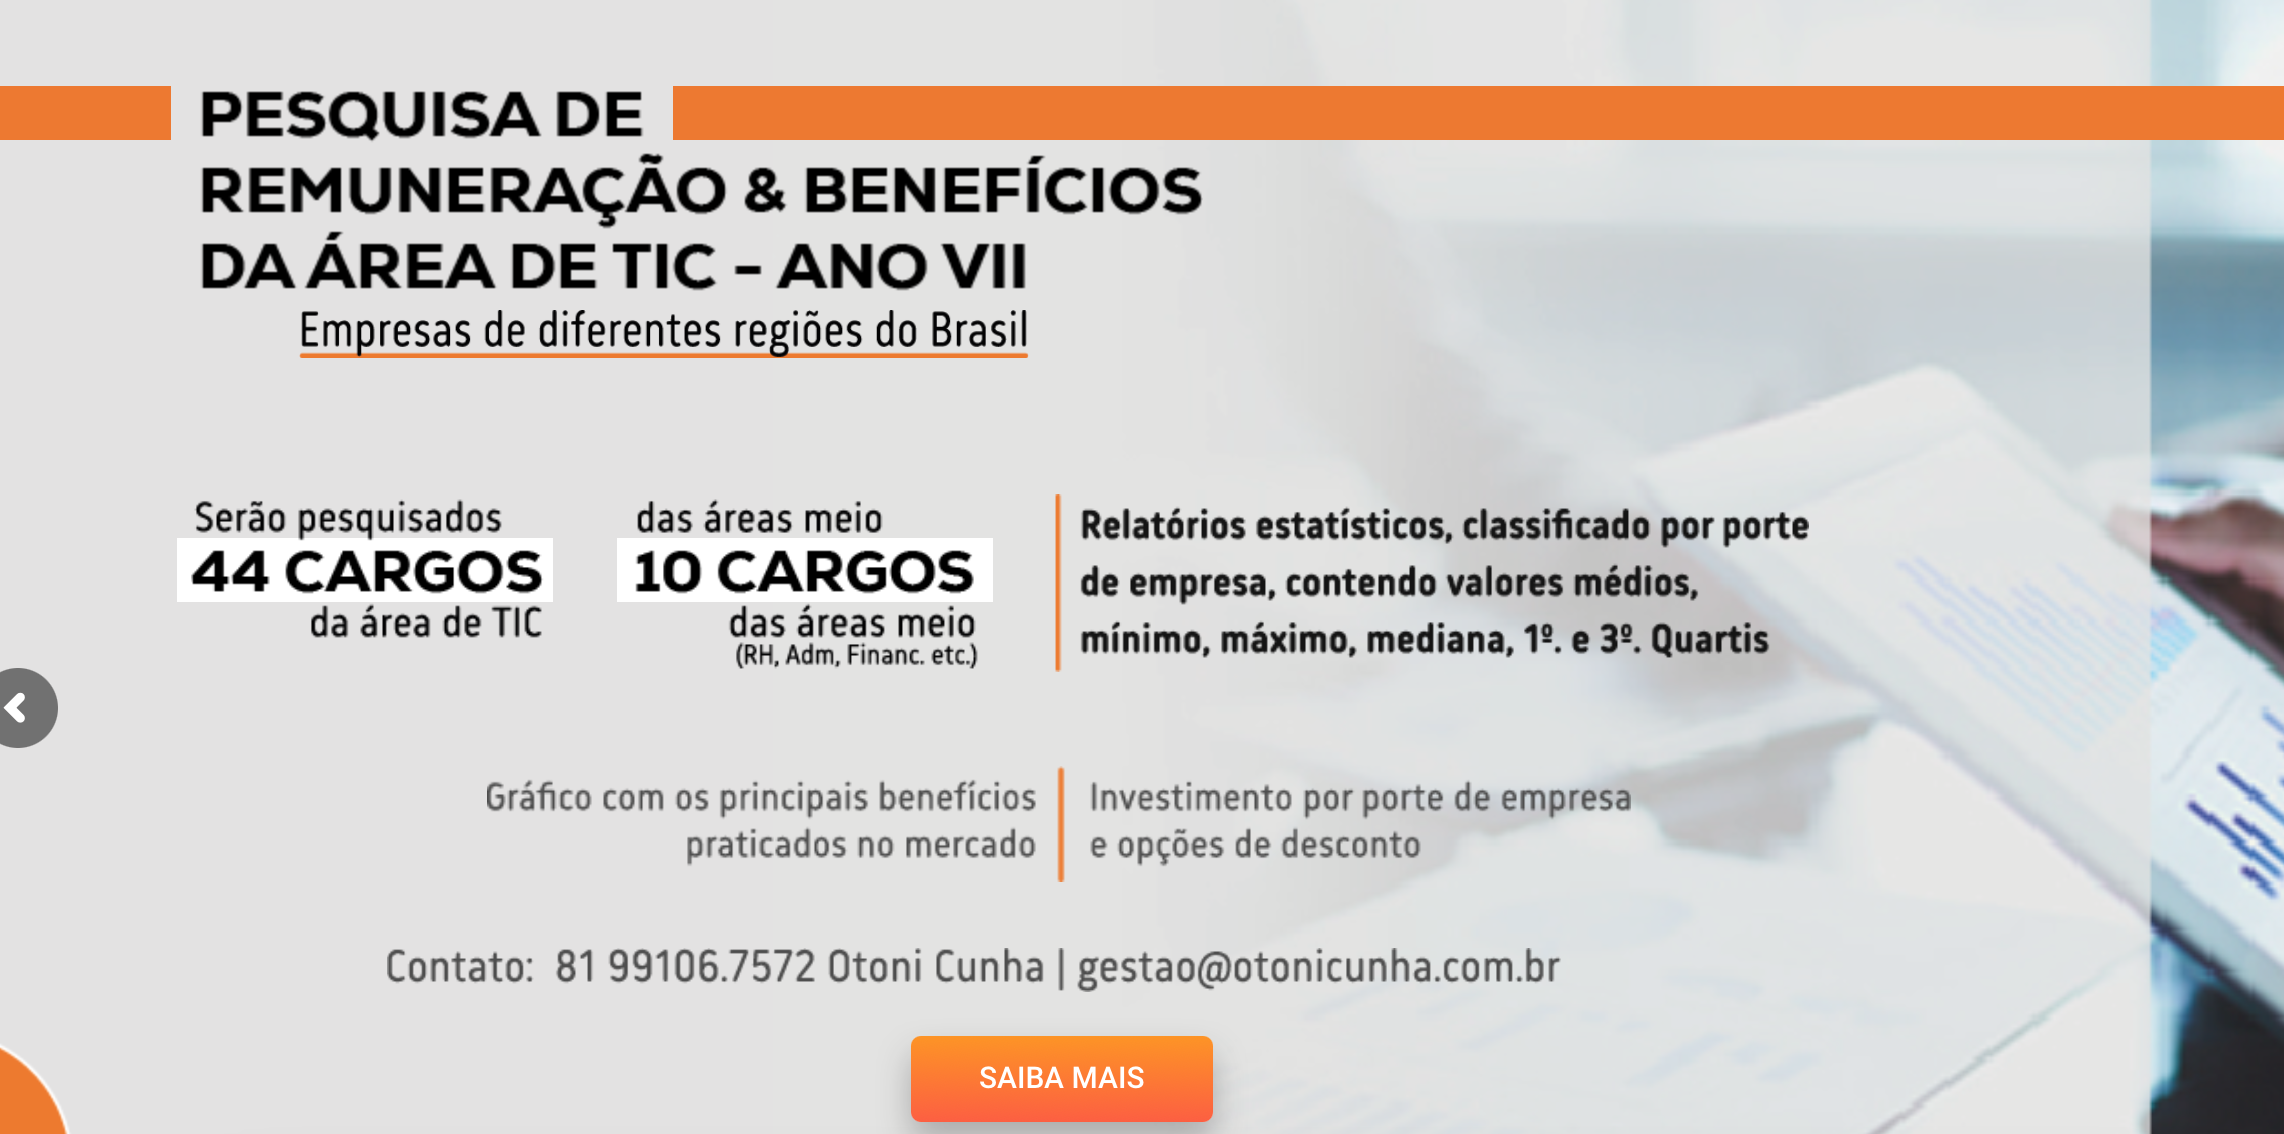 PESQUISA DE
REMUNERAÇÃO & BENEFÍCIOS
DA ÁREA DE TIC - ANO VII
Empresas de diferentes regiões do Brasil
Serão pesquisados
44 CARGOS
da área de TIC
das áreas meio
10 CARGOS
das áreas meio
(RH, Adm, Financ. etc.)
Relatórios estatísticos, classificado por porte
de empresa, contendo valores médios,
mínimo, máximo, mediana, 1º. e 3º. Quartis
Gráfico com os principais benefícios
praticados no mercado
Investimento por porte de empresa
e opções de desconto
Contato: 81 99106.7572 Otoni Cunha | gestao@otonicunha.com.br
SAIBA MAIS